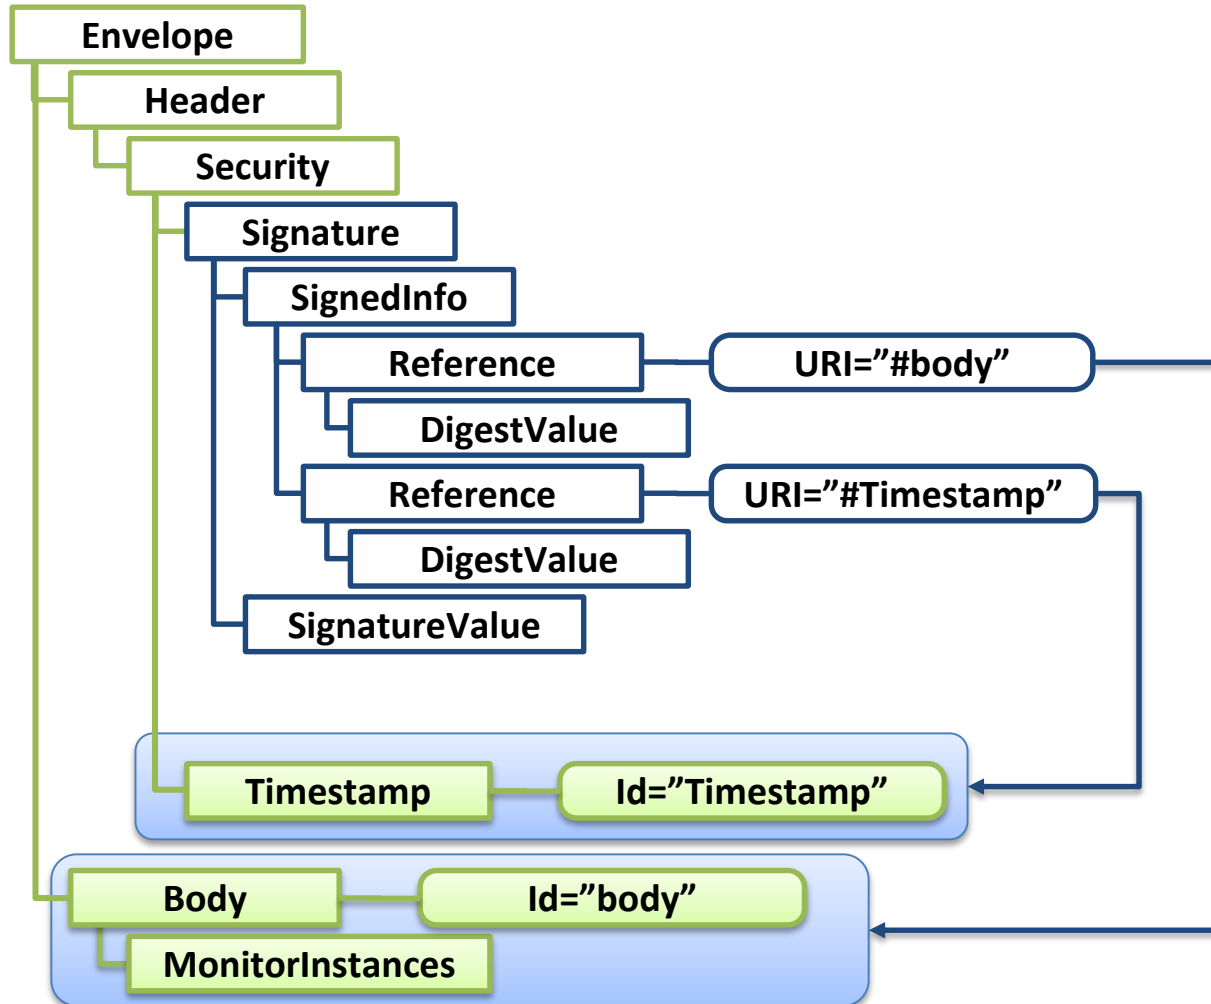 Envelope
Header
Security
Signature
SignedInfo
Reference URI=”#body”
DigestValue
Reference URI=”#Timestamp”
DigestValue
SignatureValue
Timestamp Id=”Timestamp”
Body Id=”body”
MonitorInstances